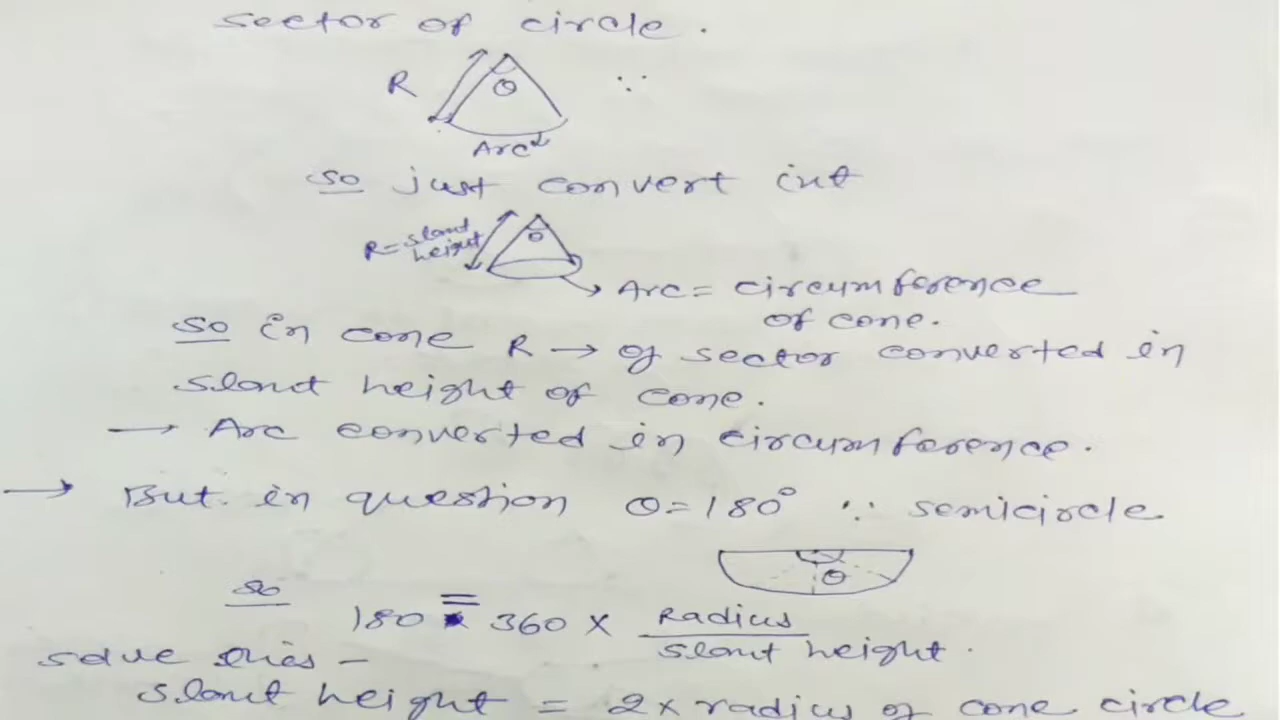 sector of circle.
R θ ∵
Arc
so just convert int
R = slant height θ
Arc = circumference of cone.
so in cone R → of sector converted in
slant height of cone.
→ Arc converted in circumference.
→ But in question θ = 180° ∵ semicircle
θ
so
180 = 360 × Radius / slant height.
solve this –
slant height = 2 × radius of cone circle